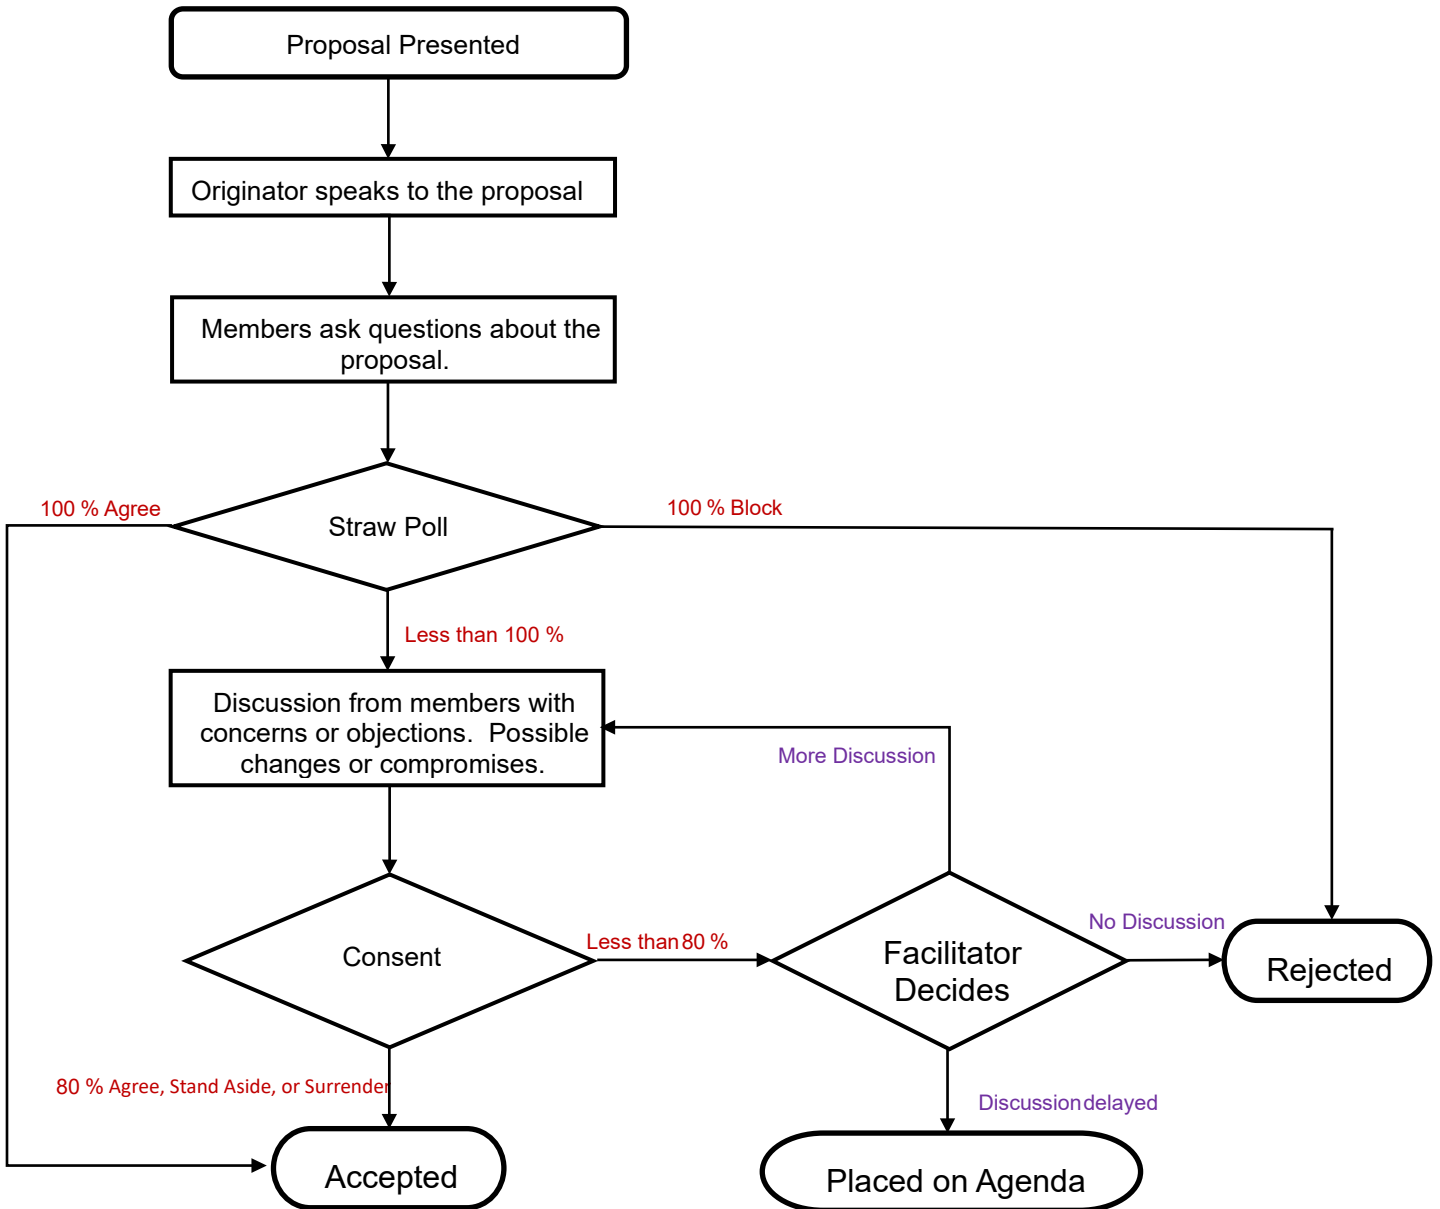 Proposal Presented
Originator speaks to the proposal
Members ask questions about the
proposal.
100 % Agree
Straw Poll
100 % Block
Less than 100 %
Discussion from members with
concerns or objections.  Possible
changes or compromises.
More Discussion
Consent
Less than 80 %
Facilitator
Decides
No Discussion
Rejected
80 % Agree, Stand Aside, or Surrender
Discussion delayed
Accepted
Placed on Agenda